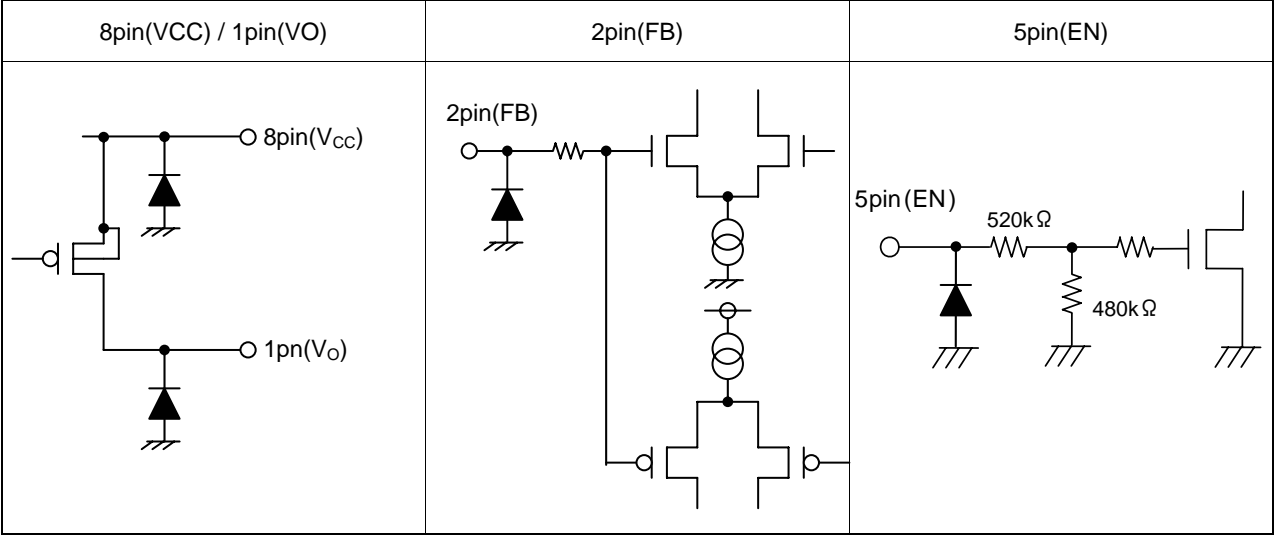 8pin(VCC) / 1pin(VO)
2pin(FB)
5pin(EN)
8pin(VCC)
1pn(VO)
2pin(FB)
5pin(EN)
520kΩ
480kΩ